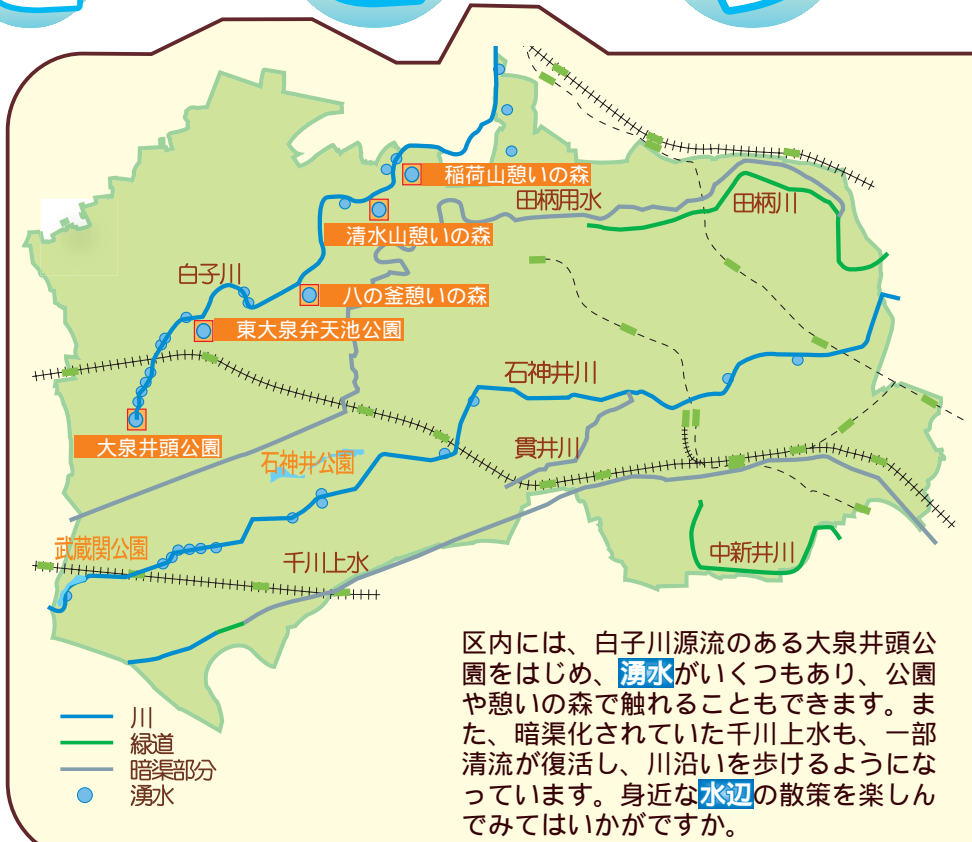 稲荷山憩いの森
田柄用水
田柄川
清水山憩いの森
白子川
八の釜憩いの森
東大泉弁天池公園
石神井川
大泉井頭公園
貫井川
石神井公園
武蔵関公園
千川上水
中新井川
川
緑道
暗渠部分
湧水
区内には、白子川源流のある大泉井頭公
園をはじめ、湧水がいくつもあり、公園
や憩いの森で触れることもできます。ま
た、暗渠化されていた千川上水も、一部
清流が復活し、川沿いを歩けるようにな
っています。身近な水辺の散策を楽しん
でみてはいかがですか。